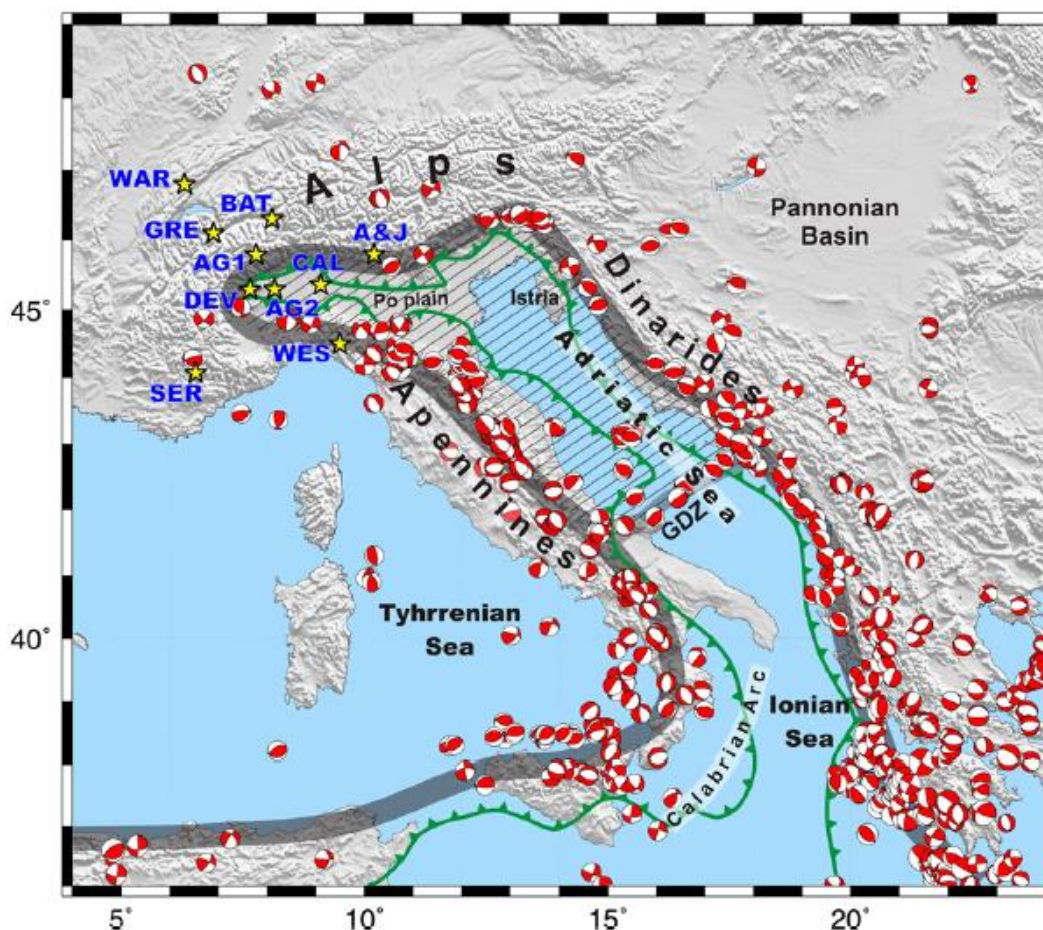 WAR
BAT
Alps
GRE
A&J
AG1
CAL
DEV
AG2
Po plain
Istria
Pannonian
Basin
WES
SER
Dinarides
Adriatic Sea
Apennines
GDZ
Tyhrrenian
Sea
Ionian
Sea
Calabrian Arc
45°
40°
5°
10°
15°
20°